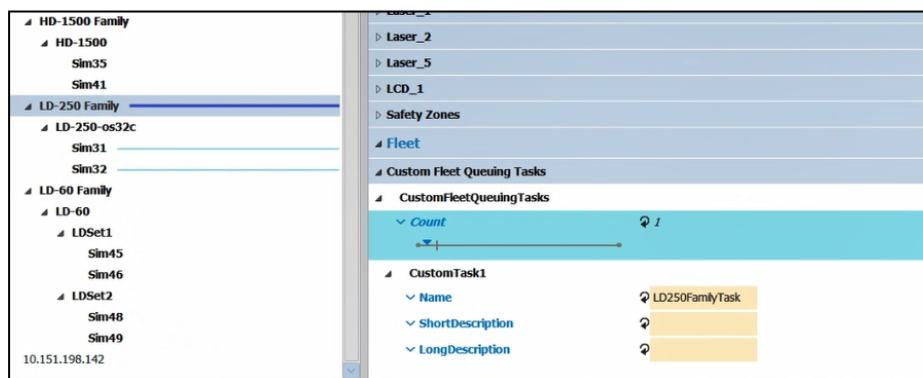 HD-1500 Family
HD-1500
Sim35
Sim41
LD-250 Family
LD-250-os32c
Sim31
Sim32
LD-60 Family
LD-60
LDSet1
Sim45
Sim46
LDSet2
Sim48
Sim49
10.151.198.142
Laser_1
Laser_2
Laser_5
LCD_1
Safety Zones
Fleet
Custom Fleet Queuing Tasks
CustomFleetQueuingTasks
Count 1
CustomTask1
Name LD250FamilyTask
ShortDescription
LongDescription